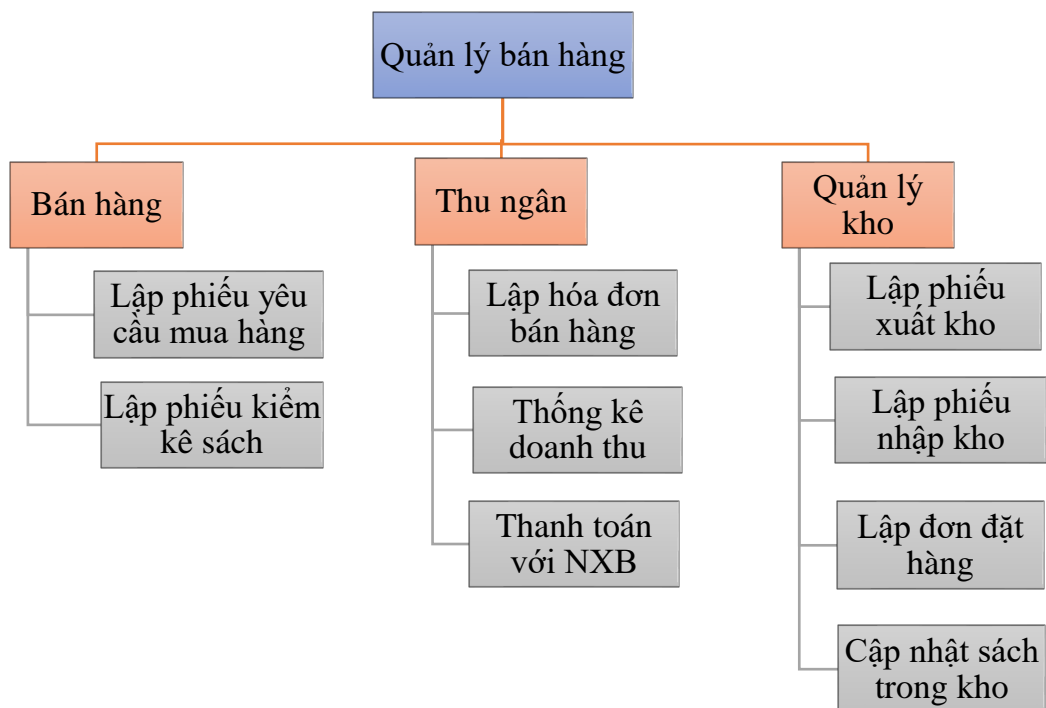 Quản lý bán hàng
Bán hàng
Thu ngân
Quản lý
kho
Lập phiếu yêu
cầu mua hàng
Lập phiếu kiểm
kê sách
Lập hóa đơn
bán hàng
Thống kê
doanh thu
Thanh toán
với NXB
Lập phiếu
xuất kho
Lập phiếu
nhập kho
Lập đơn đặt
hàng
Cập nhật sách
trong kho